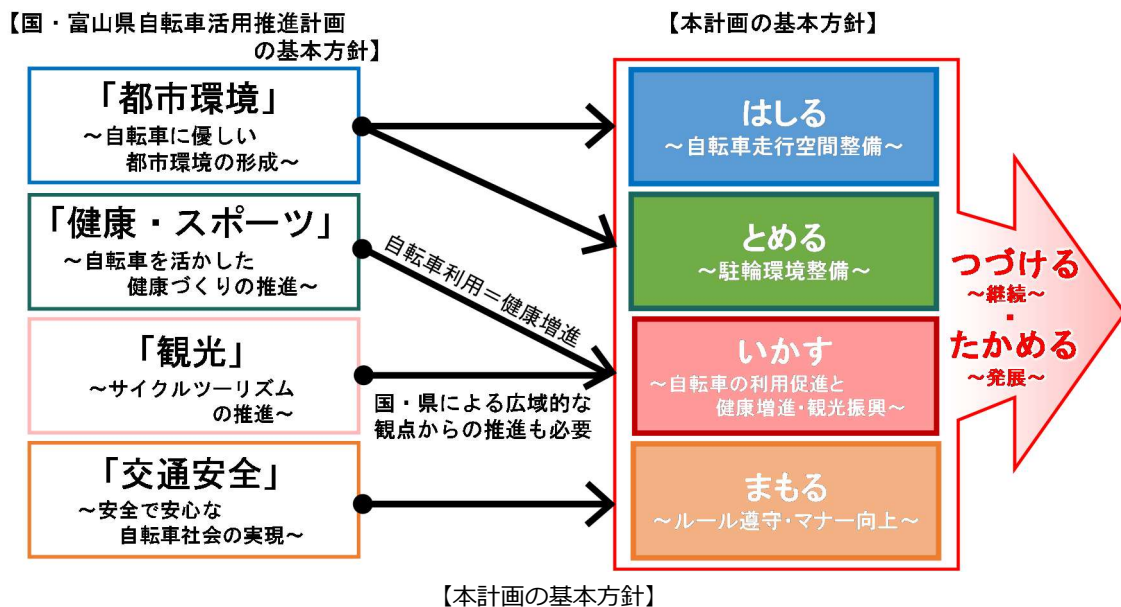 【国・富山県自転車活用推進計画
の基本方針】
「都市環境」
~自転車に優しい
都市環境の形成~
「健康・スポーツ」
~自転車を活かした
健康づくりの推進~
「観光」
~サイクルツーリズム
の推進~
「交通安全」
~安全で安心な
自転車社会の実現~
自転車利用=健康増進
国・県による広域的な
観点からの推進も必要
【本計画の基本方針】
はしる
~自転車走行空間整備~
とめる
~駐輪環境整備~
いかす
~自転車の利用促進と
健康増進・観光振興~
まもる
~ルール遵守・マナー向上~
つづける
~継続~
・
たかめる
~発展~
【本計画の基本方針】